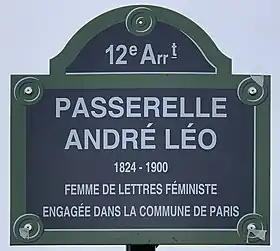 12e Arrt
PASSERELLE
ANDRÉ LÉO
1824 - 1900
FEMME DE LETTRES FÉMINISTE
ENGAGÉE DANS LA COMMUNE DE PARIS